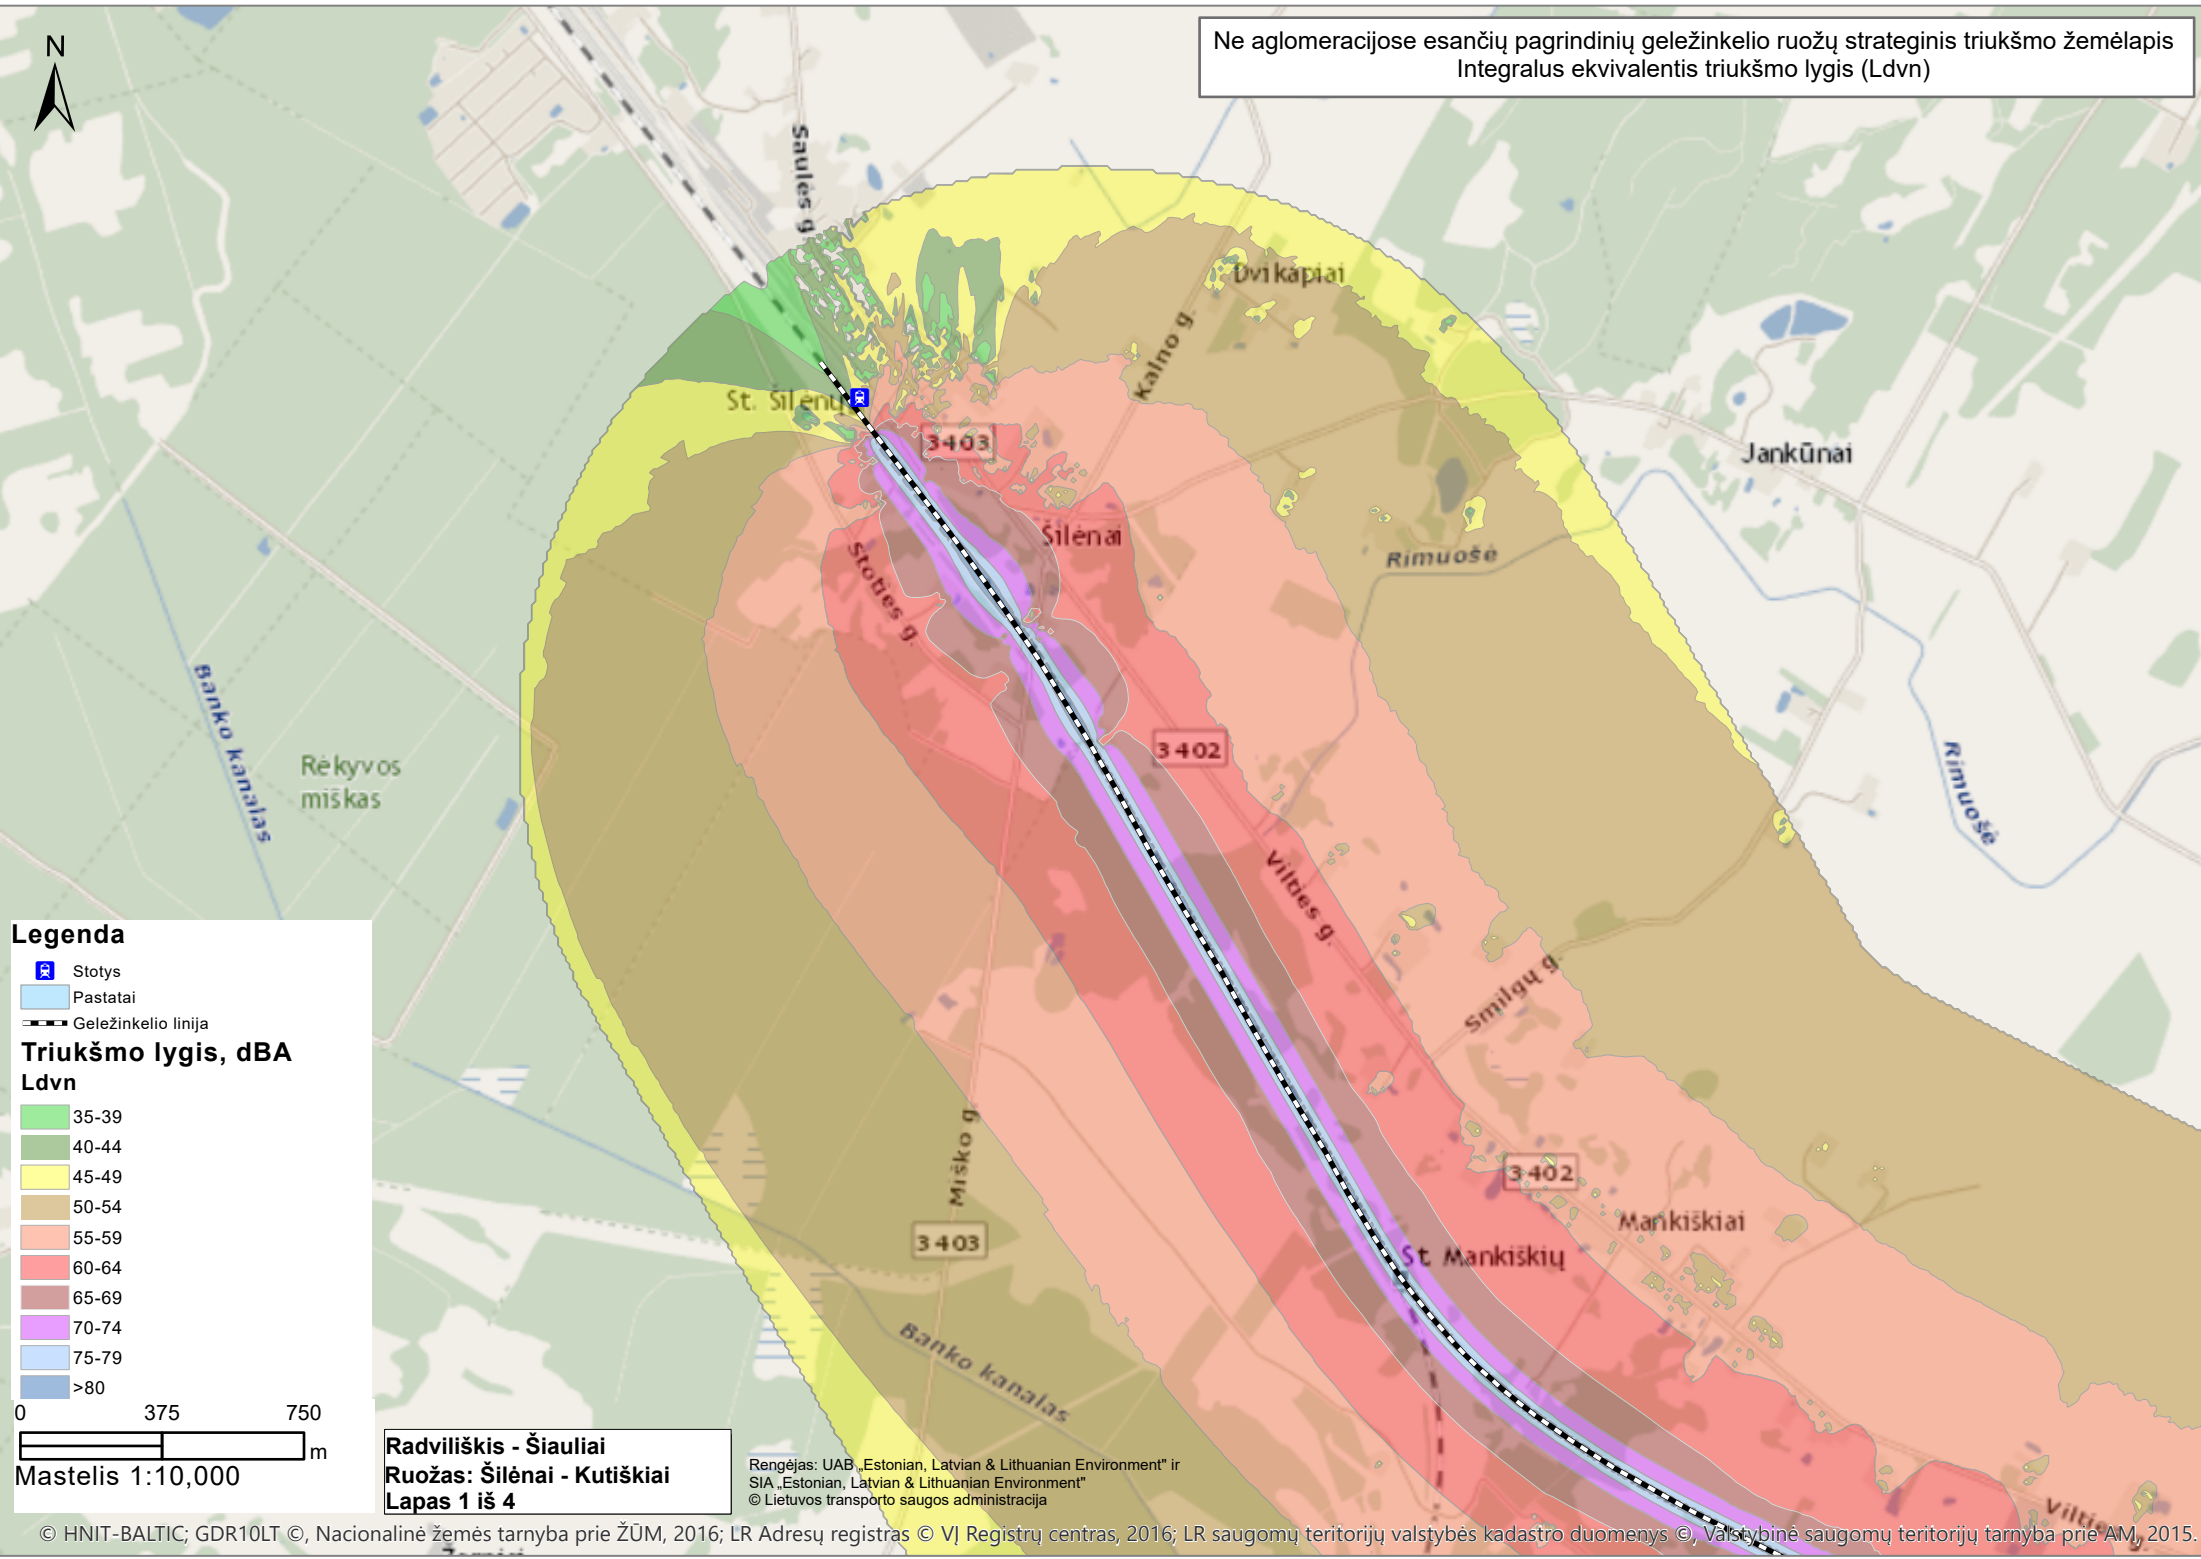 N
Ne aglomeracijose esančių pagrindinių geležinkelio ruožų strateginis triukšmo žemėlapis
Integralus ekvivalentis triukšmo lygis (Ldvn)
Saulės g.
Dvikapiai
Kalno g.
St. Šilėnų
3403
Jankūnai
Šilėnai
Rimuošė
Stoties g.
Banko kanalas
Rėkyvos
miškas
3402
Rimuošė
Vilties g.
Smilgų g.
Miško g.
3402
Mankiškiai
3403
St. Mankiškių
Banko kanalas
Vilties g.
Legenda
Stotys
Pastatai
Geležinkelio linija
Triukšmo lygis, dBA
Ldvn
35-39
40-44
45-49
50-54
55-59
60-64
65-69
70-74
75-79
>80
0 375 750
m
Mastelis 1:10,000
Radviliškis - Šiauliai
Ruožas: Šilėnai - Kutiškiai
Lapas 1 iš 4
Rengėjas: UAB „Estonian, Latvian & Lithuanian Environment" ir
SIA „Estonian, Latvian & Lithuanian Environment"
© Lietuvos transporto saugos administracija
© HNIT-BALTIC; GDR10LT ©, Nacionalinė žemės tarnyba prie ŽŪM, 2016; LR Adresų registras © VĮ Registrų centras, 2016; LR saugomų teritorijų valstybės kadastro duomenys ©, Valstybinė saugomų teritorijų tarnyba prie AM, 2015.